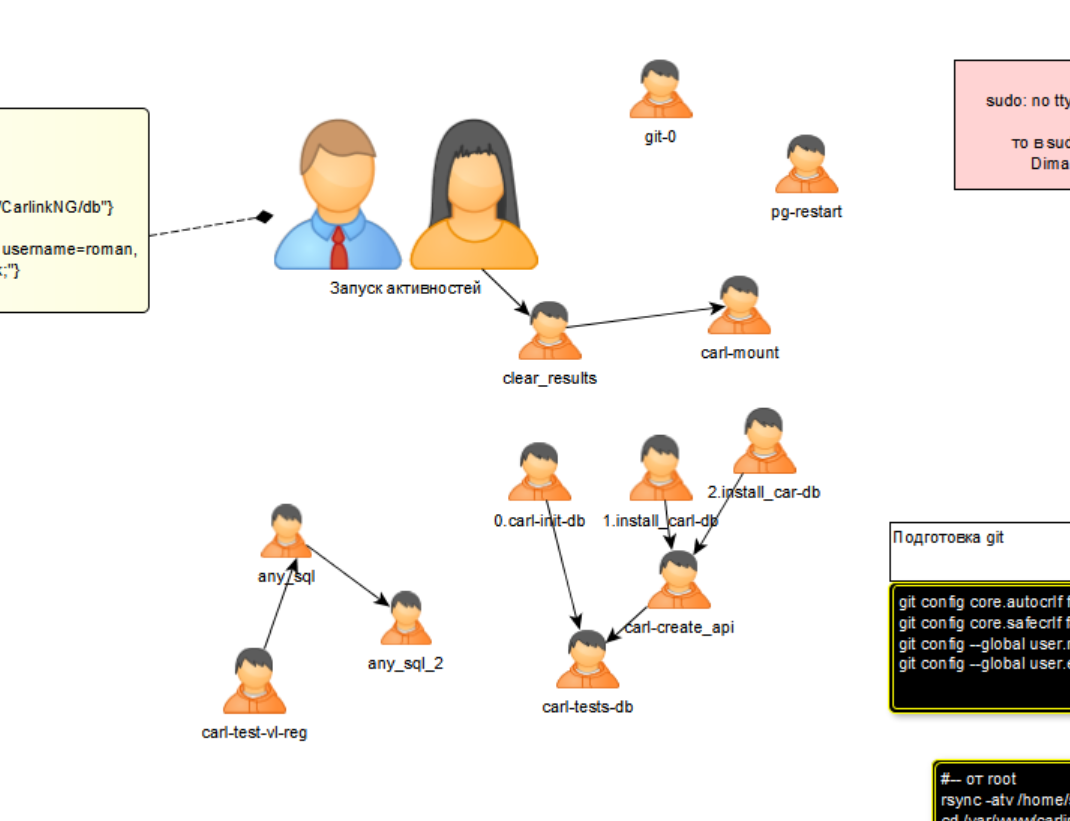 git-0
sudo: no tty
то в
Dima
pg-restart
/CarlinkNG/db"}
username=roman,
;"}
Запуск активностей
carl-mount
clear_results
2.install_car-db
0.carl-init-db
1.install_carl-db
Подготовка git
any_sql
git config core.autocrlf
git config core.safecrlf
git config --global
git config --global
carl-create_api
any_sql_2
carl-tests-db
carl-test-vl-reg
#-- от root
rsync -atv /home/
cd